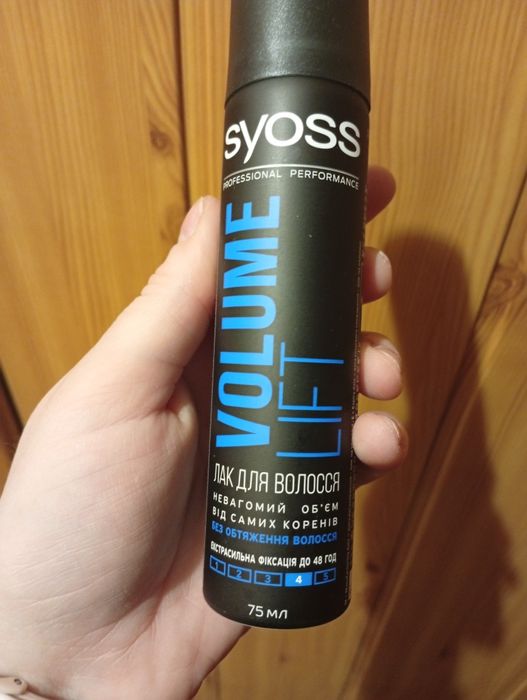 syoss
PROFESSIONAL PERFORMANCE
VOLUME
LIFT
ЛАК ДЛЯ ВОЛОССЯ
НЕВАГОМИЙ ОБ'ЄМ
ВІД САМИХ КОРЕНІВ
БЕЗ ОБТЯЖЕННЯ ВОЛОССЯ
ЕКСТРАСИЛЬНА ФІКСАЦІЯ ДО 48 ГОД
1 2 3 4 5
75 мл